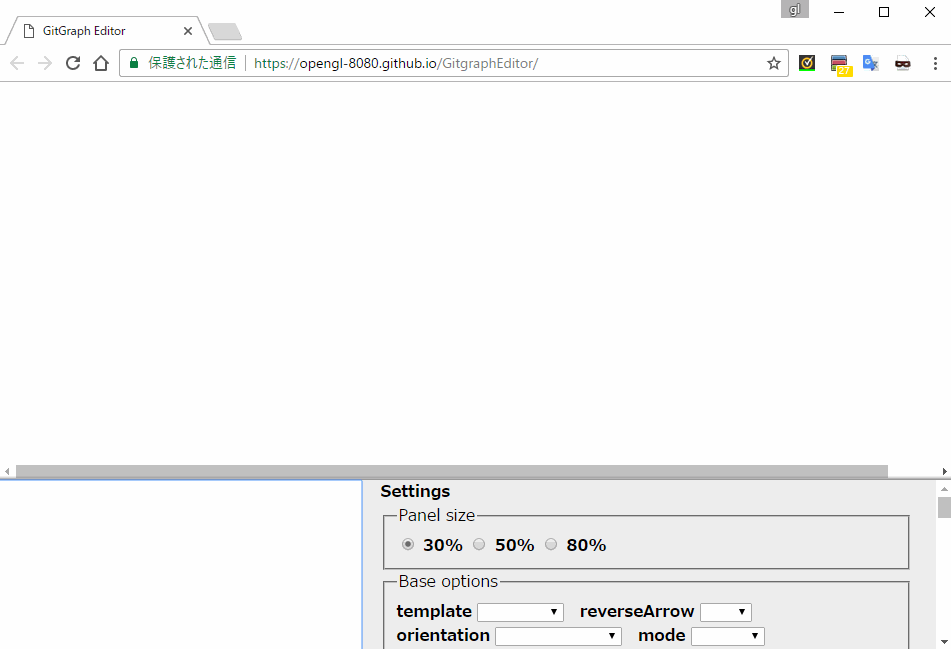 gl
GitGraph Editor
保護された通信 https://opengl-8080.github.io/GitgraphEditor/
27
Settings
Panel size
30% 50% 80%
Base options
template reverseArrow
orientation mode